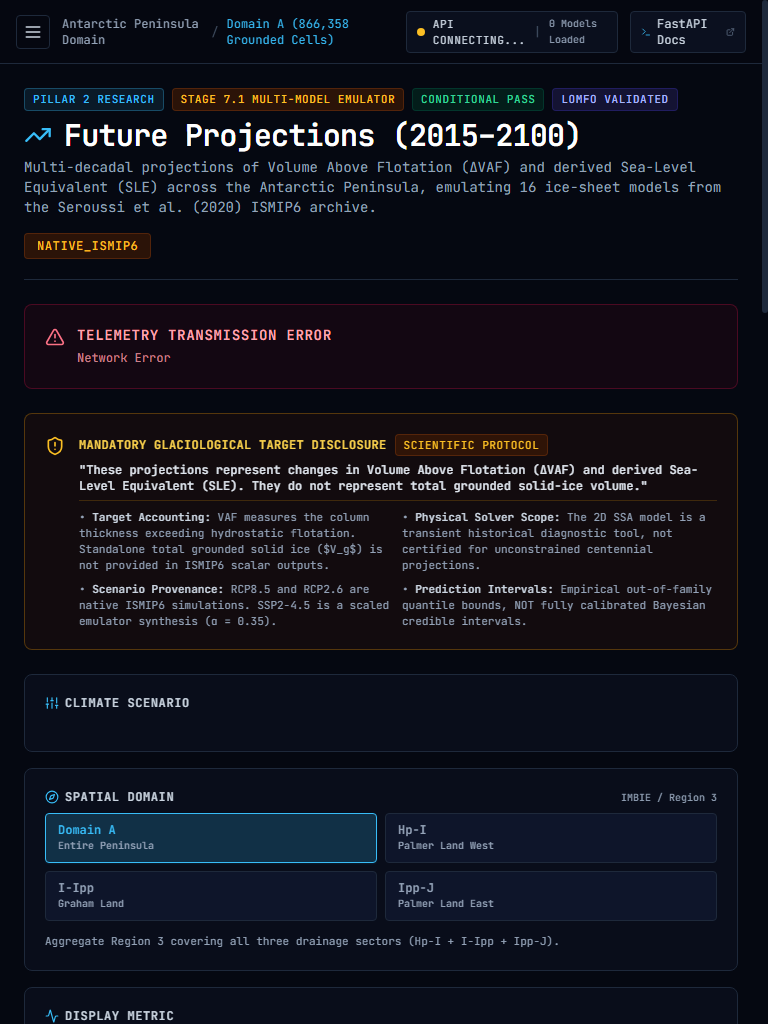 Antarctic Peninsula
Domain
/
Domain A (866,358
Grounded Cells)
API
CONNECTING...
|
0 Models
Loaded
FastAPI
Docs
PILLAR 2 RESEARCH
STAGE 7.1 MULTI-MODEL EMULATOR
CONDITIONAL PASS
LOMFO VALIDATED
Future Projections (2015–2100)
Multi-decadal projections of Volume Above Flotation (ΔVAF) and derived Sea-Level
Equivalent (SLE) across the Antarctic Peninsula, emulating 16 ice-sheet models from
the Seroussi et al. (2020) ISMIP6 archive.
NATIVE_ISMIP6
TELEMETRY TRANSMISSION ERROR
Network Error
MANDATORY GLACIOLOGICAL TARGET DISCLOSURE
SCIENTIFIC PROTOCOL
"These projections represent changes in Volume Above Flotation (ΔVAF) and derived Sea-
Level Equivalent (SLE). They do not represent total grounded solid-ice volume."
• Target Accounting: VAF measures the column
thickness exceeding hydrostatic flotation.
Standalone total grounded solid ice ($V_g$) is
not provided in ISMIP6 scalar outputs.
• Physical Solver Scope: The 2D SSA model is a
transient historical diagnostic tool, not
certified for unconstrained centennial
projections.
• Scenario Provenance: RCP8.5 and RCP2.6 are
native ISMIP6 simulations. SSP2-4.5 is a scaled
emulator synthesis (α = 0.35).
• Prediction Intervals: Empirical out-of-family
quantile bounds, NOT fully calibrated Bayesian
credible intervals.
CLIMATE SCENARIO
SPATIAL DOMAIN
IMBIE / Region 3
Domain A
Entire Peninsula
Hp-I
Palmer Land West
I-Ipp
Graham Land
Ipp-J
Palmer Land East
Aggregate Region 3 covering all three drainage sectors (Hp-I + I-Ipp + Ipp-J).
DISPLAY METRIC